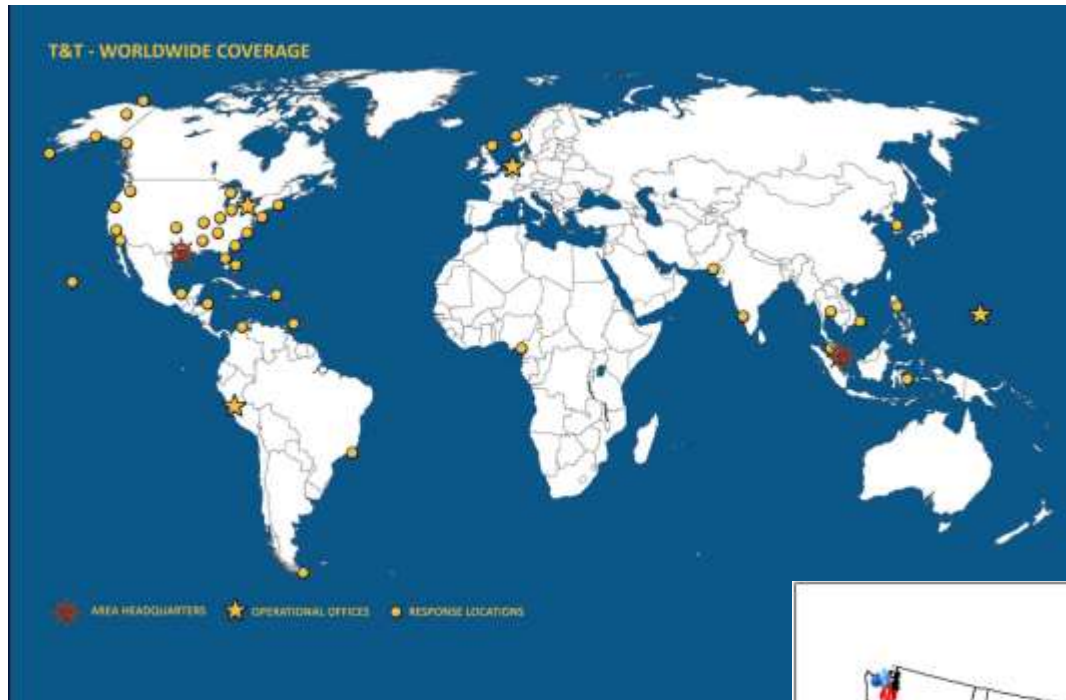 T&T - WORLDWIDE COVERAGE
AREA HEADQUARTERS OPERATIONAL OFFICES RESPONSE LOCATIONS